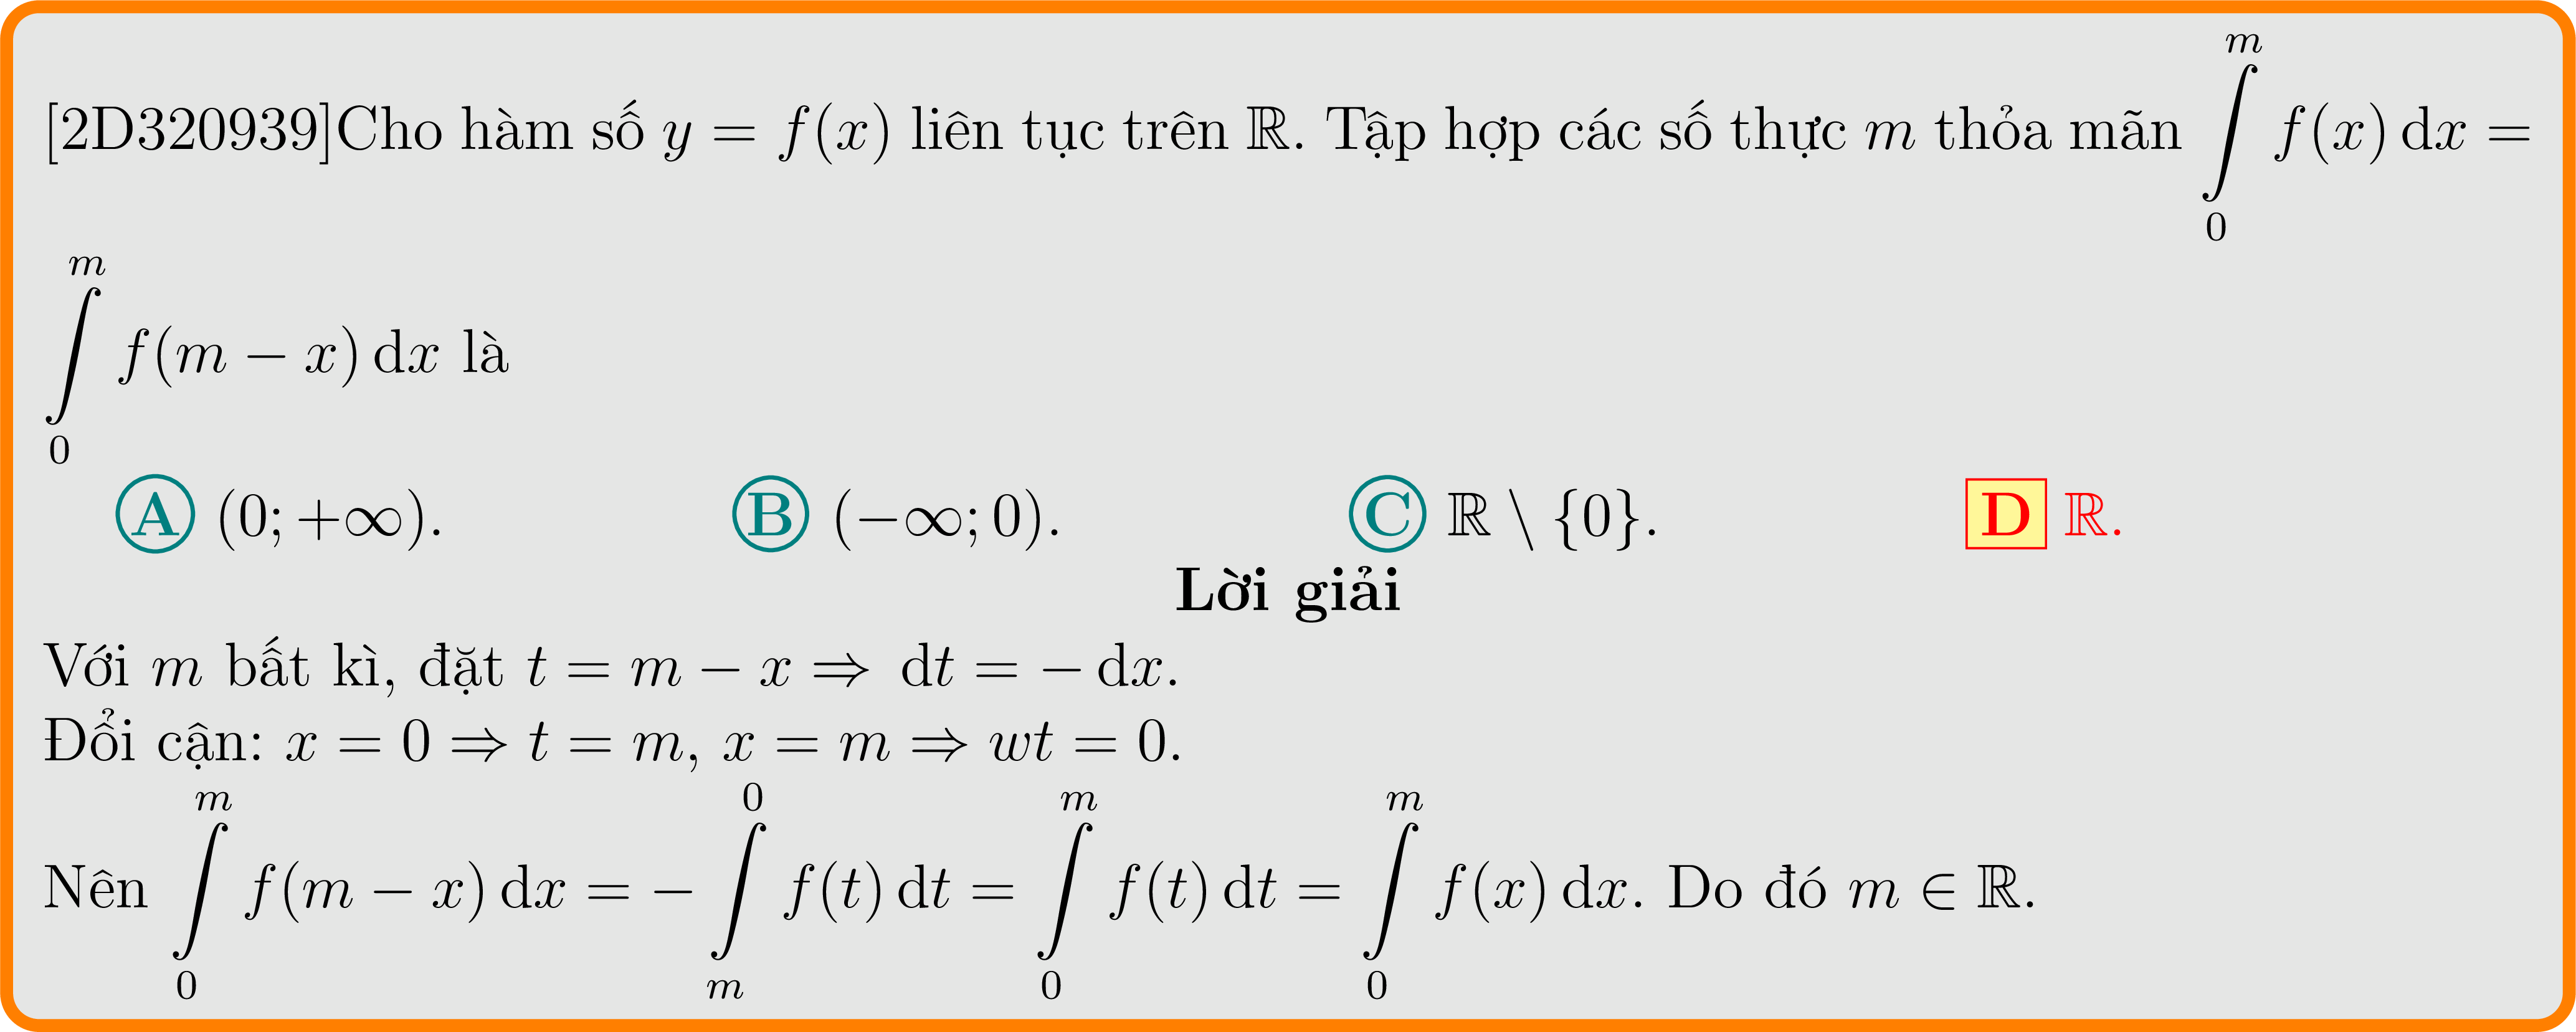 [2D320939]Cho hàm số $y = f(x)$ liên tục trên $\mathbb{R}$. Tập hợp các số thực $m$ thỏa mãn $\int\limits_0^m f(x)\,\mathrm{d}x =$
$\int\limits_0^m f(m-x)\,\mathrm{d}x$ là
A $(0;+\infty)$. B $(-\infty;0)$. C $\mathbb{R} \setminus \{0\}$. D $\mathbb{R}$.
Lời giải
Với $m$ bất kì, đặt $t = m - x \Rightarrow \mathrm{d}t = -\mathrm{d}x$.
Đổi cận: $x = 0 \Rightarrow t = m$, $x = m \Rightarrow wt = 0$.
Nên $\int\limits_0^m f(m-x)\,\mathrm{d}x = -\int\limits_m^0 f(t)\,\mathrm{d}t = \int\limits_0^m f(t)\,\mathrm{d}t = \int\limits_0^m f(x)\,\mathrm{d}x$. Do đó $m \in \mathbb{R}$.